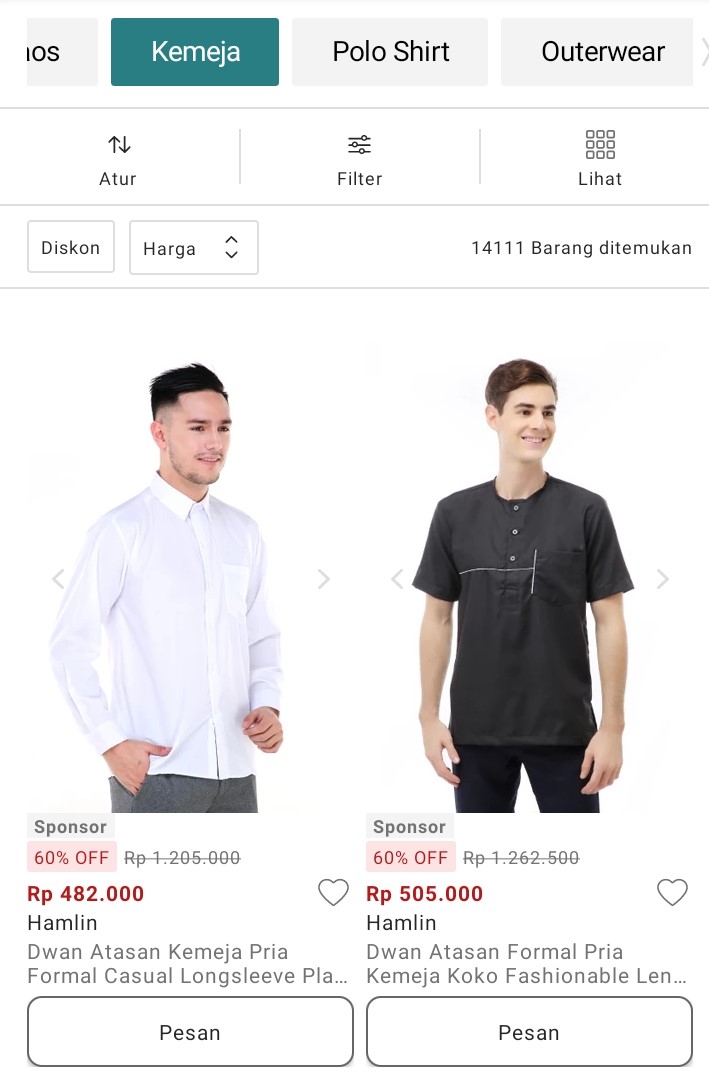 Kemeja
Polo Shirt
Outerwear
Atur
Filter
Lihat
Diskon
Harga
14111 Barang ditemukan
Sponsor
60% OFF Rp 1.205.000
Rp 482.000
Hamlin
Dwan Atasan Kemeja Pria
Formal Casual Longsleeve Pla...
Pesan
Sponsor
60% OFF Rp 1.262.500
Rp 505.000
Hamlin
Dwan Atasan Formal Pria
Kemeja Koko Fashionable Len...
Pesan